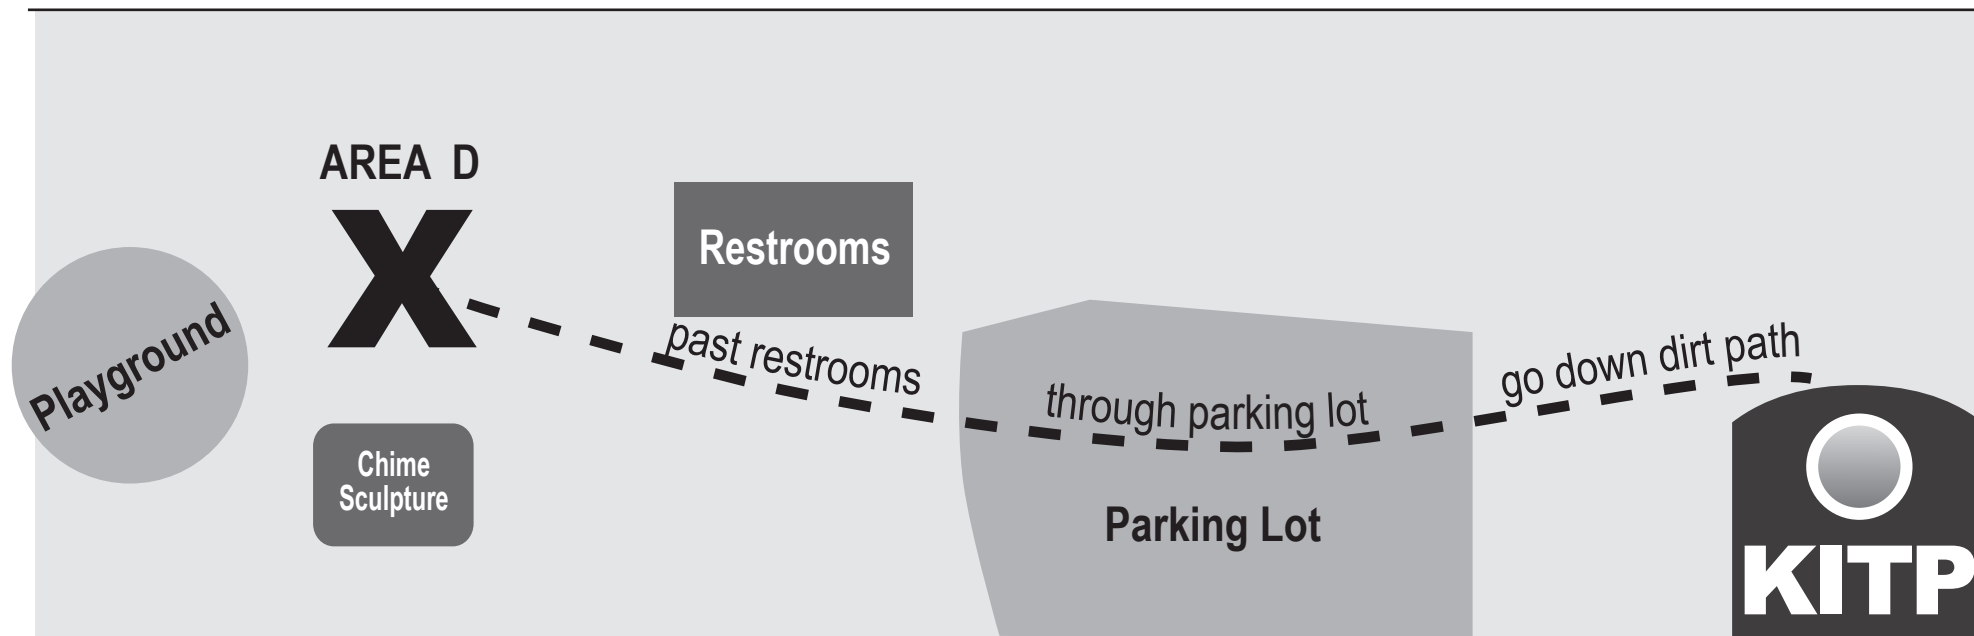 AREA D
X
Restrooms
Playground
past restrooms
go down dirt path
through parking lot
Chime
Sculpture
Parking Lot
KITP